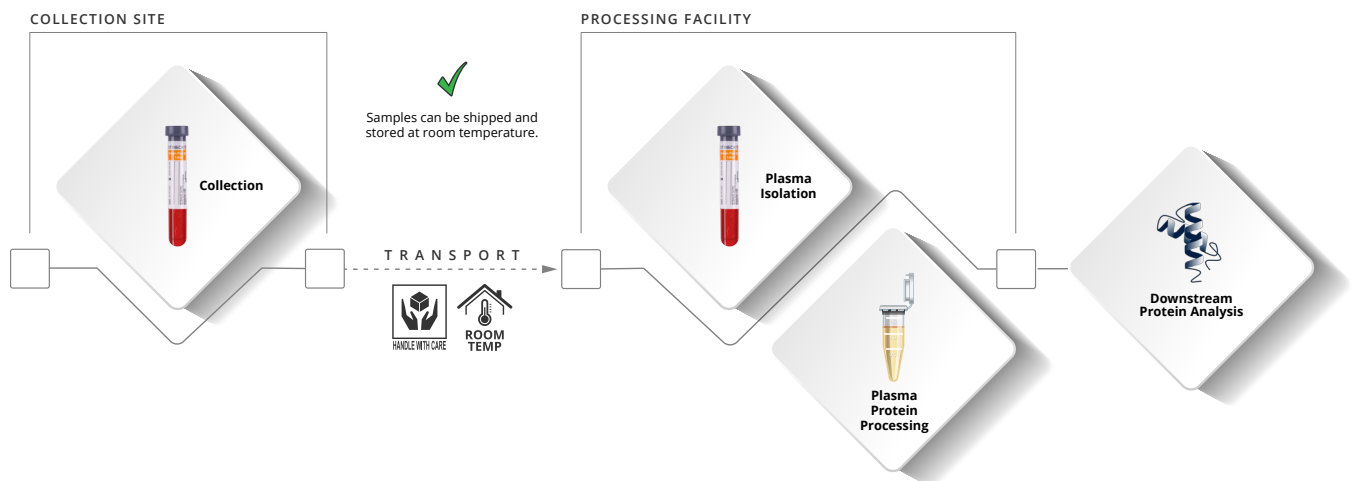 COLLECTION SITE
PROCESSING FACILITY
Samples can be shipped and
stored at room temperature.
Collection
Plasma
Isolation
TRANSPORT
HANDLE WITH CARE
ROOM
TEMP
Downstream
Protein Analysis
Plasma
Protein
Processing